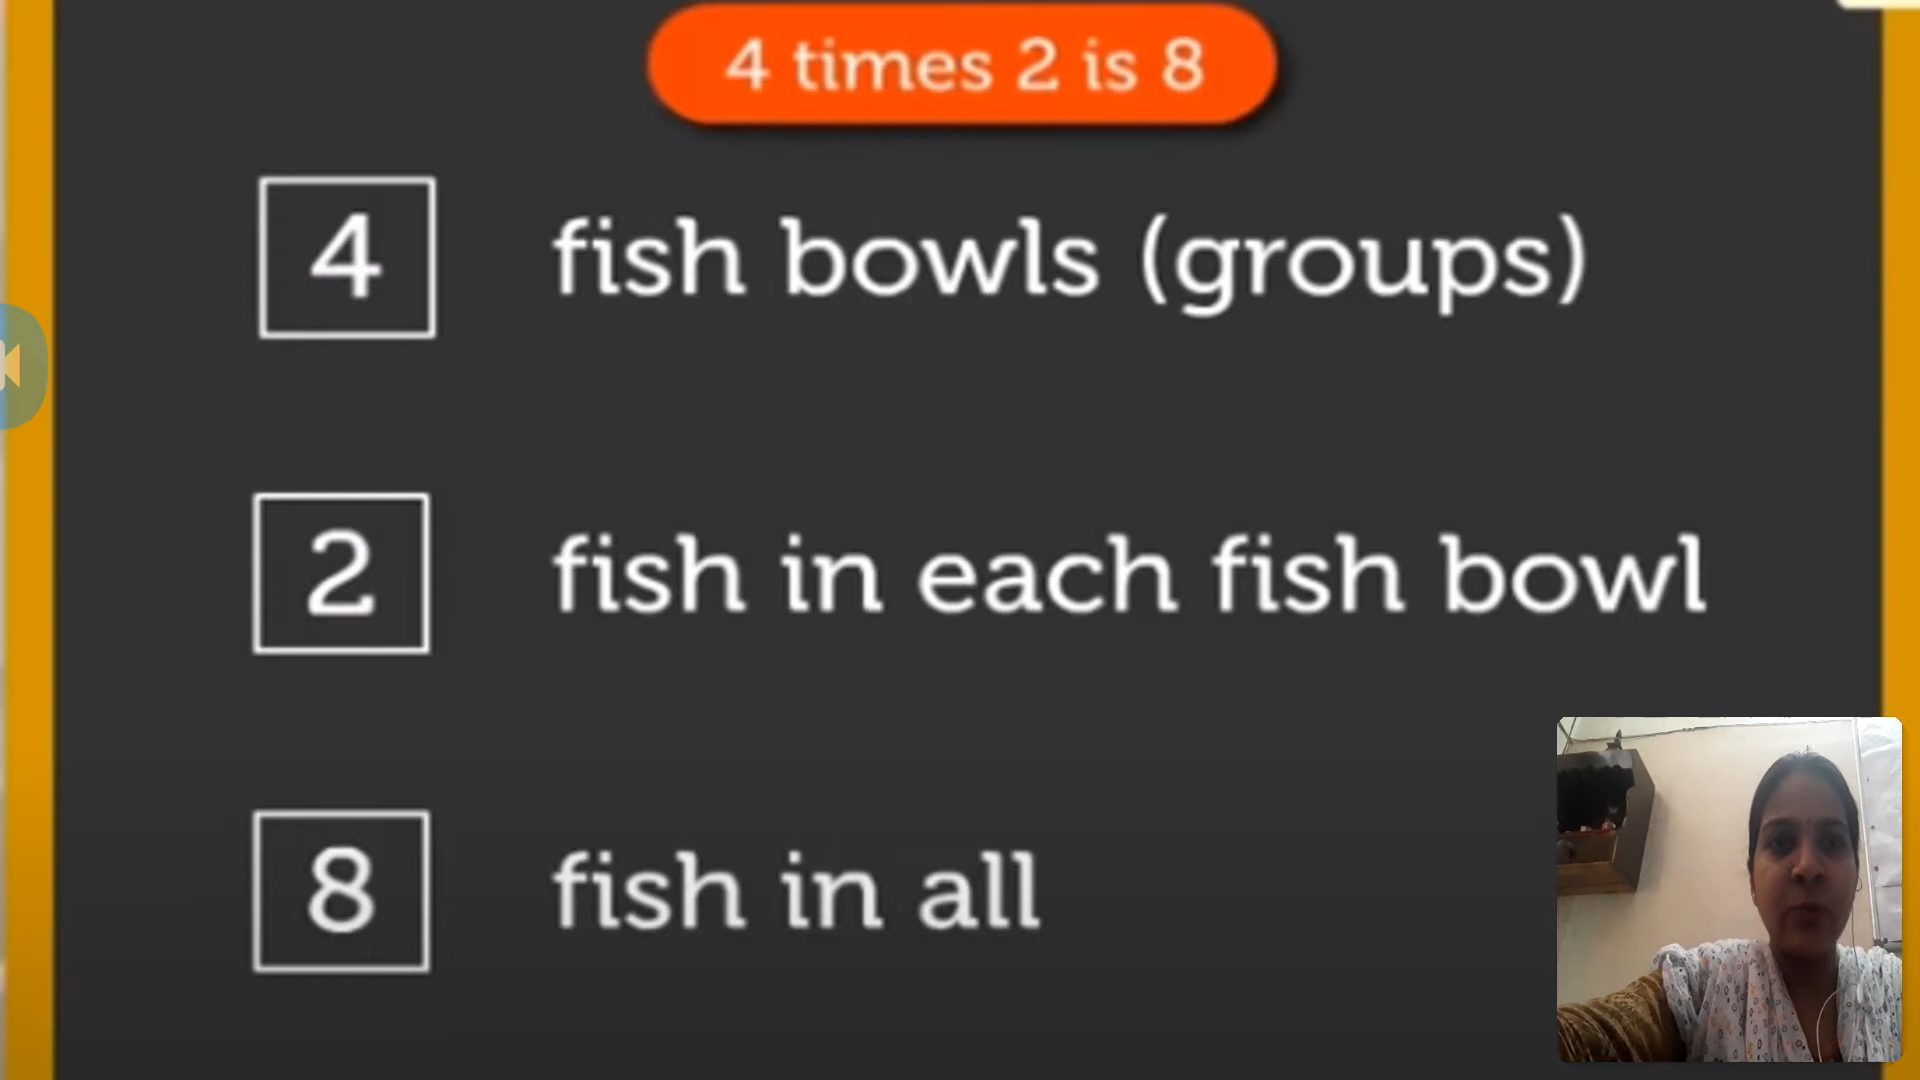 4 times 2 is 8
4 fish bowls (groups)
2 fish in each fish bowl
8 fish in all